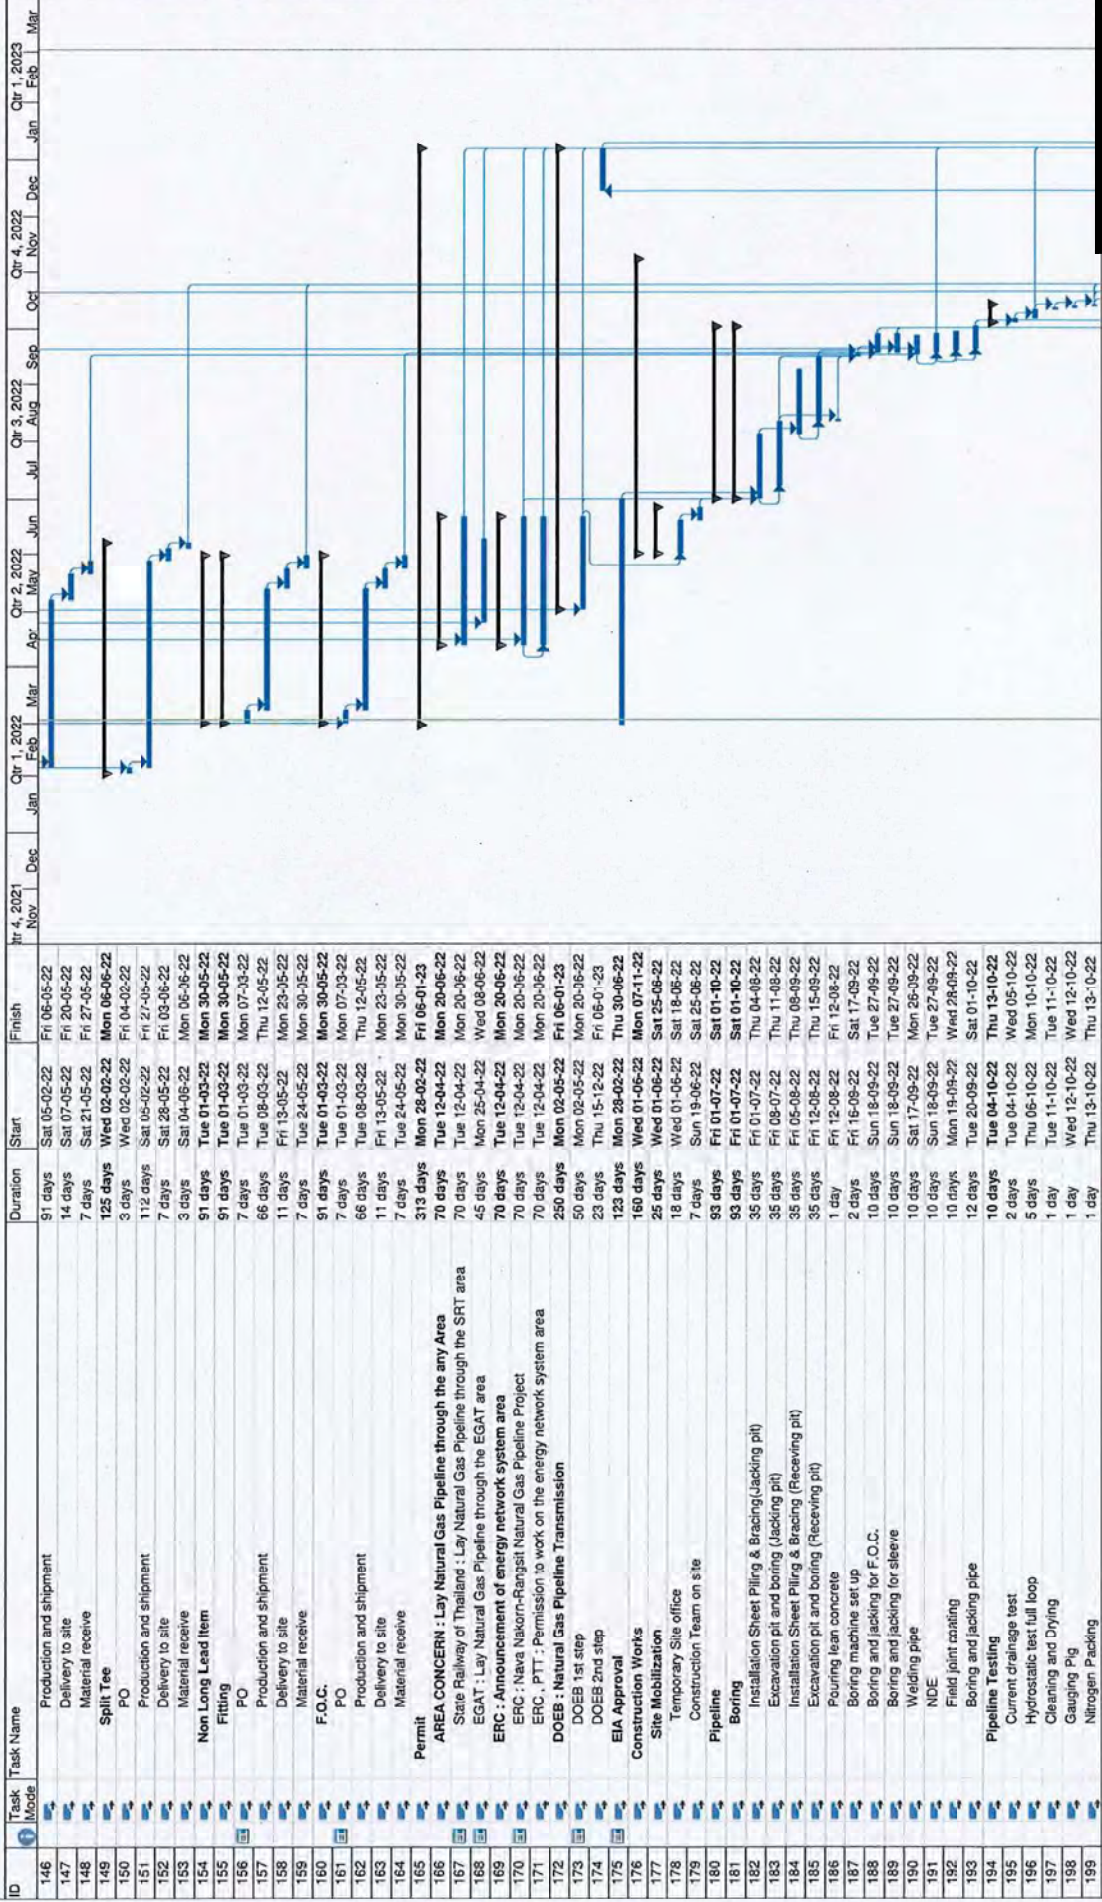 ID Task Mode Task Name Duration Start Finish
Qtr 4, 2021 Qtr 1, 2022 Qtr 2, 2022 Qtr 3, 2022 Qtr 4, 2022 Qtr 1, 2023
Nov Dec Jan Feb Mar Apr May Jun Jul Aug Sep Oct Nov Dec Jan Feb Mar
146 Production and shipment 91 days Sat 05-02-22 Fri 06-05-22
147 Delivery to site 14 days Sat 07-05-22 Fri 20-05-22
148 Material receive 7 days Sat 21-05-22 Fri 27-05-22
149 Split Tee 125 days Wed 02-02-22 Mon 06-06-22
150 PO 3 days Wed 02-02-22 Fri 04-02-22
151 Production and shipment 112 days Sat 05-02-22 Fri 27-05-22
152 Delivery to site 7 days Sat 28-05-22 Fri 03-06-22
153 Material receive 3 days Sat 04-06-22 Mon 06-06-22
154 Non Long Lead Item 91 days Tue 01-03-22 Mon 30-05-22
155 Fitting 91 days Tue 01-03-22 Mon 30-05-22
156 PO 7 days Tue 01-03-22 Mon 07-03-22
157 Production and shipment 66 days Tue 08-03-22 Thu 12-05-22
158 Delivery to site 11 days Fri 13-05-22 Mon 23-05-22
159 Material receive 7 days Tue 24-05-22 Mon 30-05-22
160 F.O.C. 91 days Tue 01-03-22 Mon 30-05-22
161 PO 7 days Tue 01-03-22 Mon 07-03-22
162 Production and shipment 66 days Tue 08-03-22 Thu 12-05-22
163 Delivery to site 11 days Fri 13-05-22 Mon 23-05-22
164 Material receive 7 days Tue 24-05-22 Mon 30-05-22
165 Permit 313 days Mon 28-02-22 Fri 06-01-23
166 AREA CONCERN : Lay Natural Gas Pipeline through the any Area 70 days Tue 12-04-22 Mon 20-06-22
167 State Railway of Thailand : Lay Natural Gas Pipeline through the SRT area 70 days Tue 12-04-22 Mon 20-06-22
168 EGAT : Lay Natural Gas Pipeline through the EGAT area 45 days Mon 25-04-22 Wed 08-06-22
169 ERC : Announcement of energy network system area 70 days Tue 12-04-22 Mon 20-06-22
170 ERC : Nava Nakorn-Rangsit Natural Gas Pipeline Project 70 days Tue 12-04-22 Mon 20-06-22
171 ERC , PTT : Permission to work on the energy network system area 70 days Tue 12-04-22 Mon 20-06-22
172 DOEB : Natural Gas Pipeline Transmission 250 days Mon 02-05-22 Fri 06-01-23
173 DOEB 1st step 50 days Mon 02-05-22 Mon 20-06-22
174 DOEB 2nd step 23 days Thu 15-12-22 Fri 06-01-23
175 EIA Approval 123 days Mon 28-02-22 Thu 30-06-22
176 Construction Works 160 days Wed 01-06-22 Mon 07-11-22
177 Site Mobilization 25 days Wed 01-06-22 Sat 25-06-22
178 Temporary Site office 18 days Wed 01-06-22 Sat 18-06-22
179 Construction Team on site 7 days Sun 19-06-22 Sat 25-06-22
180 Pipeline 93 days Fri 01-07-22 Sat 01-10-22
181 Boring 93 days Fri 01-07-22 Sat 01-10-22
182 Installation Sheet Piling & Bracing(Jacking pit) 35 days Fri 01-07-22 Thu 04-08-22
183 Excavation pit and boring (Jacking pit) 35 days Fri 08-07-22 Thu 11-08-22
184 Installation Sheet Piling & Bracing (Receving pit) 35 days Fri 05-08-22 Thu 08-09-22
185 Excavation pit and boring (Receving pit) 35 days Fri 12-08-22 Thu 15-09-22
186 Pouring lean concrete 1 day Fri 12-08-22 Fri 12-08-22
187 Boring machine set up 2 days Fri 16-09-22 Sat 17-09-22
188 Boring and jacking for F.O.C. 10 days Sun 18-09-22 Tue 27-09-22
189 Boring and jacking for sleeve 10 days Sun 18-09-22 Tue 27-09-22
190 Welding pipe 10 days Sat 17-09-22 Mon 26-09-22
191 NDE 10 days Sun 18-09-22 Tue 27-09-22
192 Field joint coating 10 days Mon 19-09-22 Wed 28-09-22
193 Boring and jacking pipe 12 days Tue 20-09-22 Sat 01-10-22
194 Pipeline Testing 10 days Tue 04-10-22 Thu 13-10-22
195 Current drainage test 2 days Tue 04-10-22 Wed 05-10-22
196 Hydrostatic test full loop 5 days Thu 06-10-22 Mon 10-10-22
197 Cleaning and Drying 1 day Tue 11-10-22 Tue 11-10-22
198 Gauging Pig 1 day Wed 12-10-22 Wed 12-10-22
199 Nitrogen Packing 1 day Thu 13-10-22 Thu 13-10-22